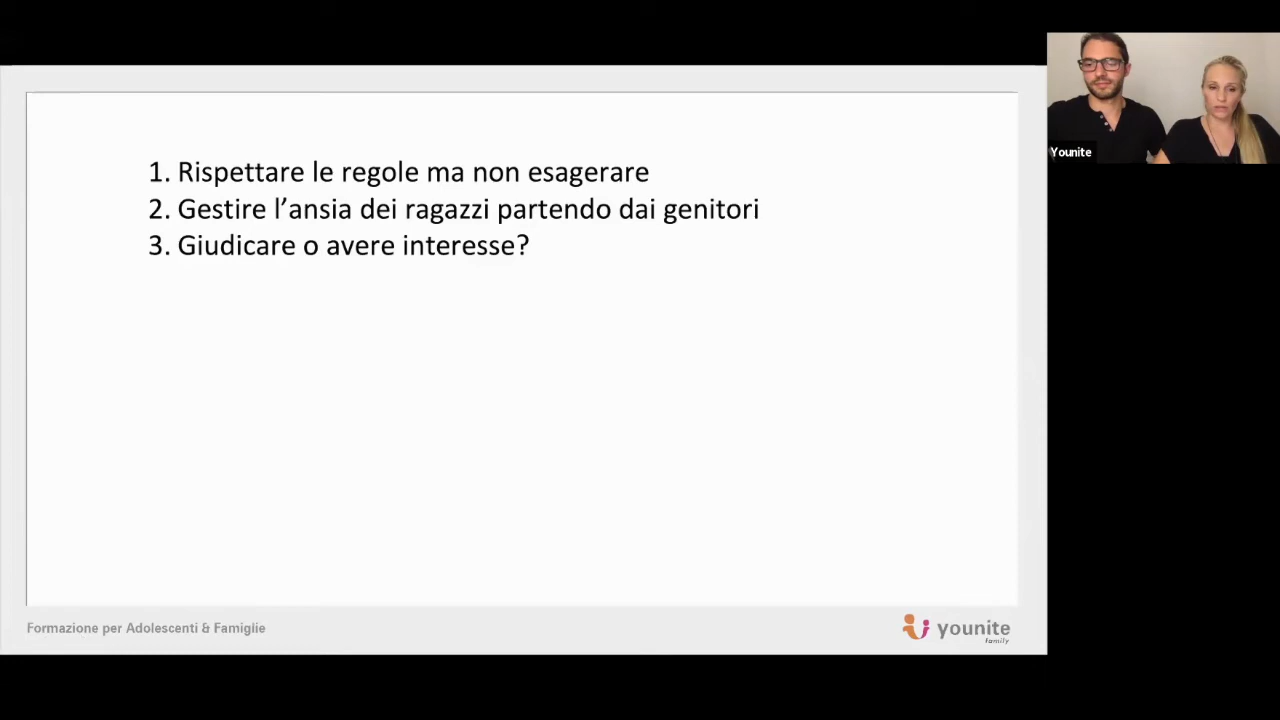 1. Rispettare le regole ma non esagerare
2. Gestire l’ansia dei ragazzi partendo dai genitori
3. Giudicare o avere interesse?
Younite
Formazione per Adolescenti & Famiglie
younite
family